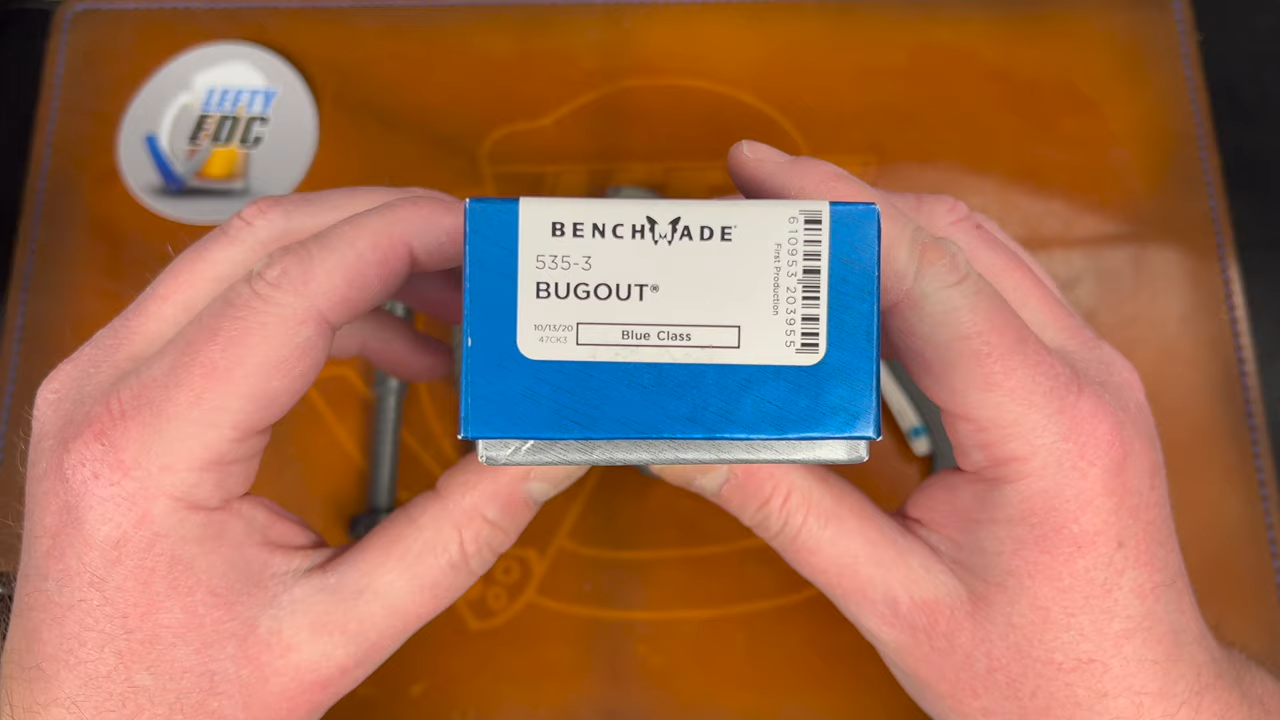 LEFTY
EDC
BENCHMADE®
535-3
BUGOUT®
10/13/20
47CK3
Blue Class
First Production
610953 203955